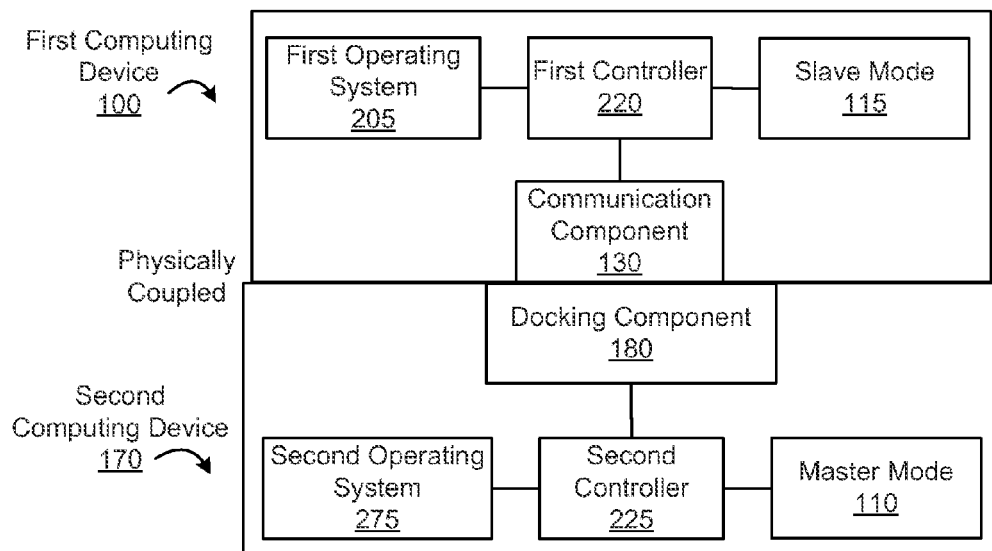 First Computing
Device
100
First Operating
System
205
First Controller
220
Slave Mode
115
Communication
Component
130
Physically
Coupled
Docking Component
180
Second
Computing Device
170
Second Operating
System
275
Second
Controller
225
Master Mode
110